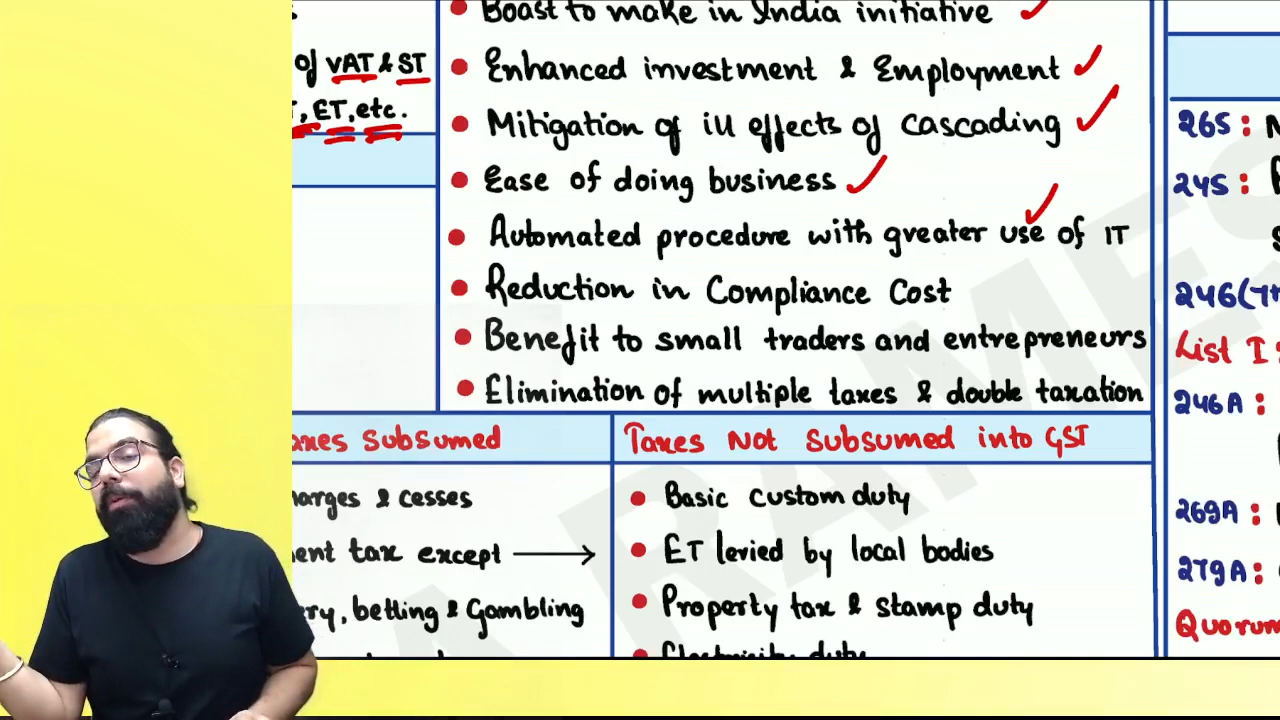 Boast to make in India initiative
of VAT & ST
Enhanced investment & Employment
ET, etc.
Mitigation of ill effects of cascading
Ease of doing business
Automated procedure with greater use of IT
Reduction in Compliance Cost
Benefit to small traders and entrepreneurs
Elimination of multiple taxes & double taxation
axes Subsumed
harges & cesses
ent tax except
ery, betting & Gambling
Taxes Not Subsumed into GST
Basic custom duty
ET levied by local bodies
Property tax & stamp duty
Electricity duty
265 :
245 :
246(7
List I :
246A :
269A :
279A :
Quorum
RAMES